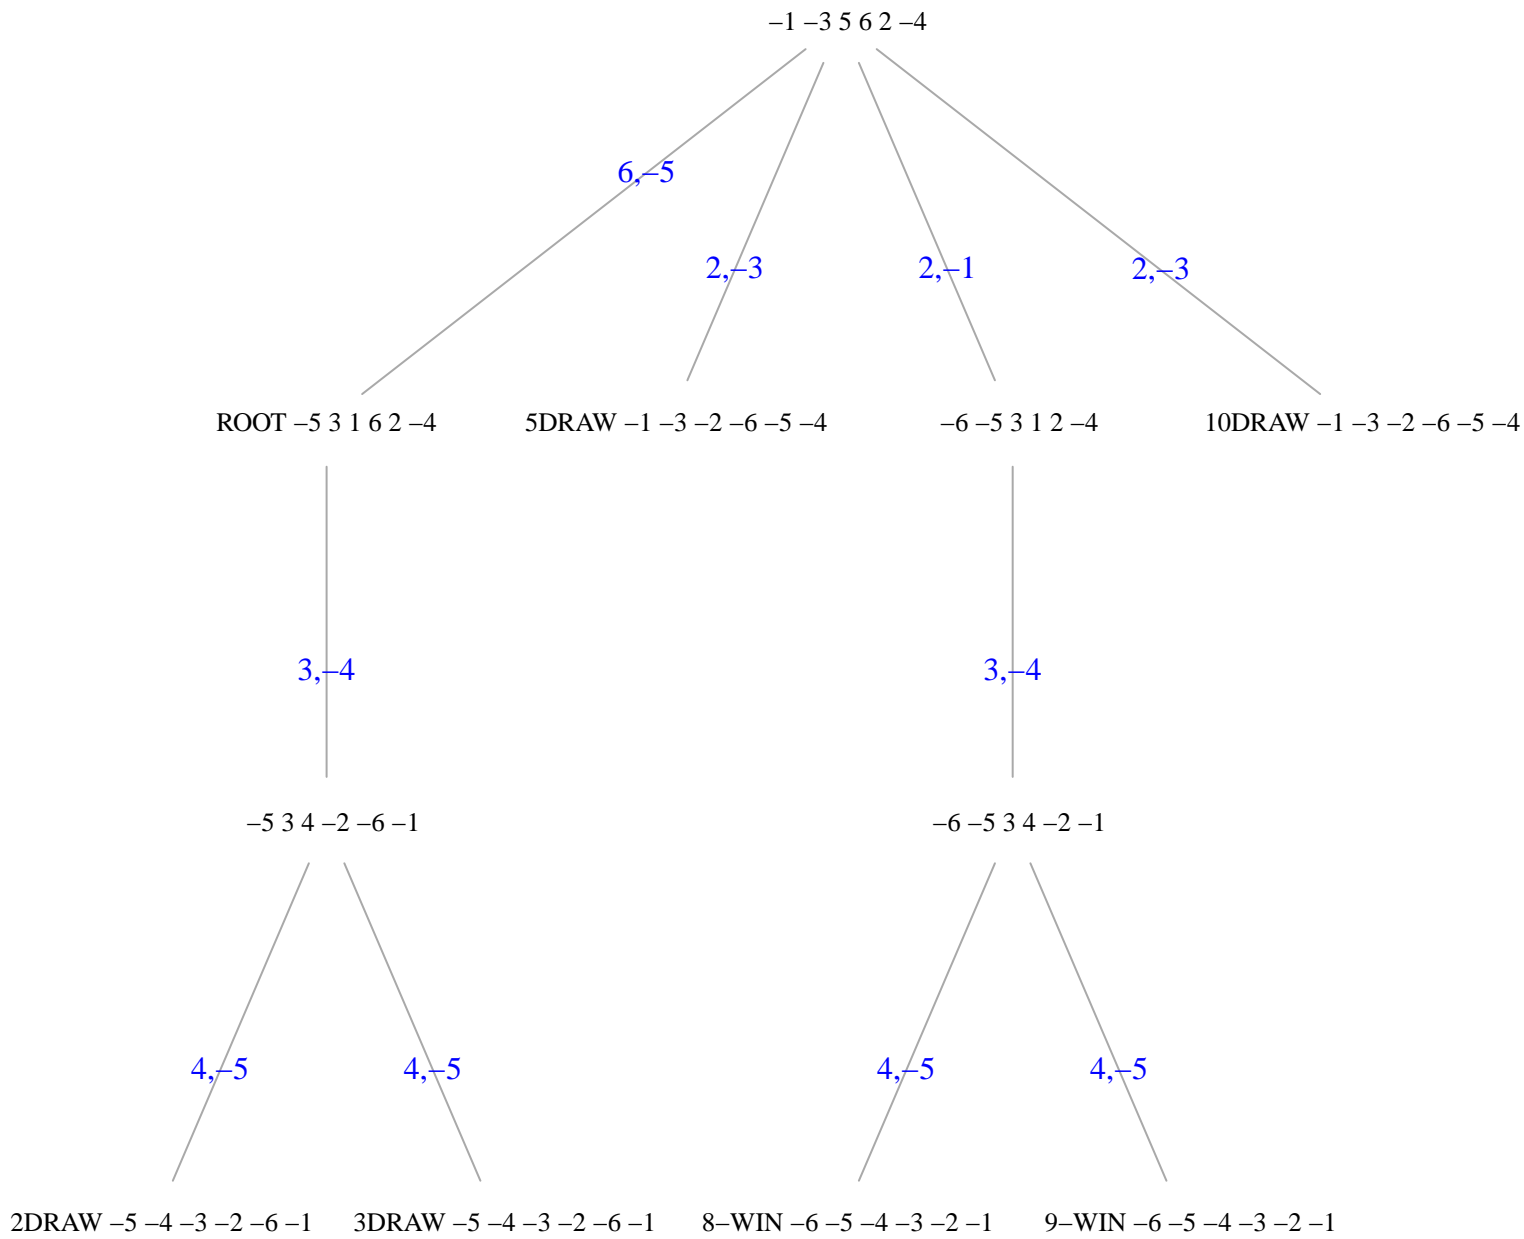 –1 –3 5 6 2 –4
6,–5
2,–3
2,–1
2,–3
ROOT –5 3 1 6 2 –4
5DRAW –1 –3 –2 –6 –5 –4
–6 –5 3 1 2 –4
10DRAW –1 –3 –2 –6 –5 –4
3,–4
3,–4
–5 3 4 –2 –6 –1
–6 –5 3 4 –2 –1
4,–5
4,–5
4,–5
4,–5
2DRAW –5 –4 –3 –2 –6 –1
3DRAW –5 –4 –3 –2 –6 –1
8–WIN –6 –5 –4 –3 –2 –1
9–WIN –6 –5 –4 –3 –2 –1